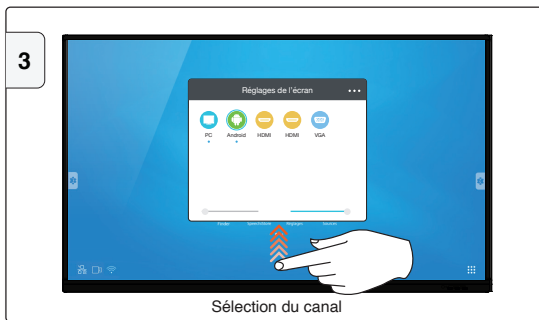 3
Réglages de l'écran
PC Android HDMI HDMI VGA
Sélection du canal